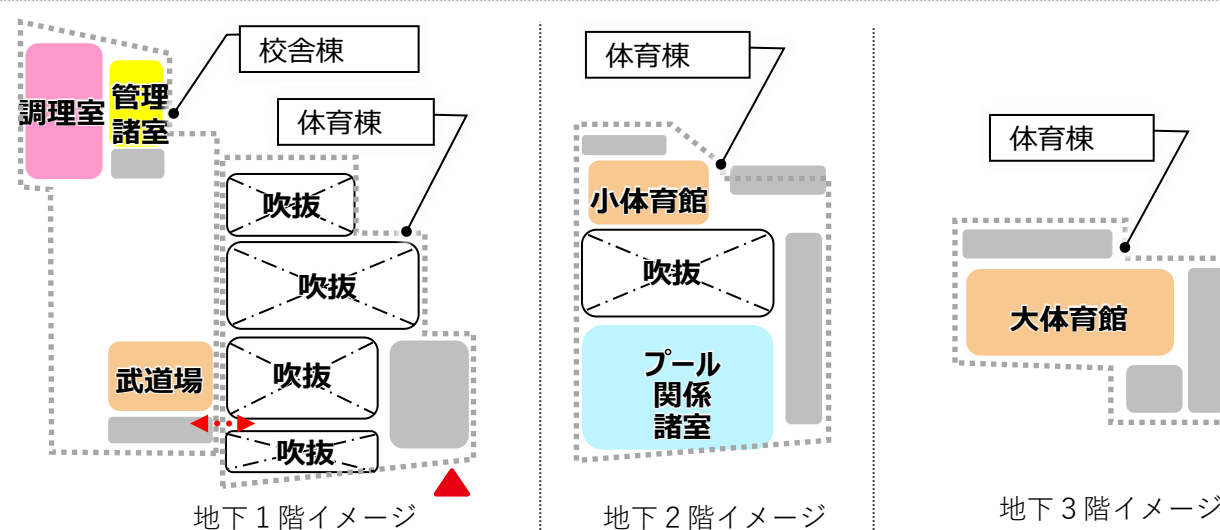 校舎棟
体育棟
調理室
管理
諸室
吹抜
吹抜
武道場
吹抜
吹抜
地下１階イメージ
体育棟
小体育館
吹抜
プール
関係
諸室
地下２階イメージ
体育棟
大体育館
地下３階イメージ